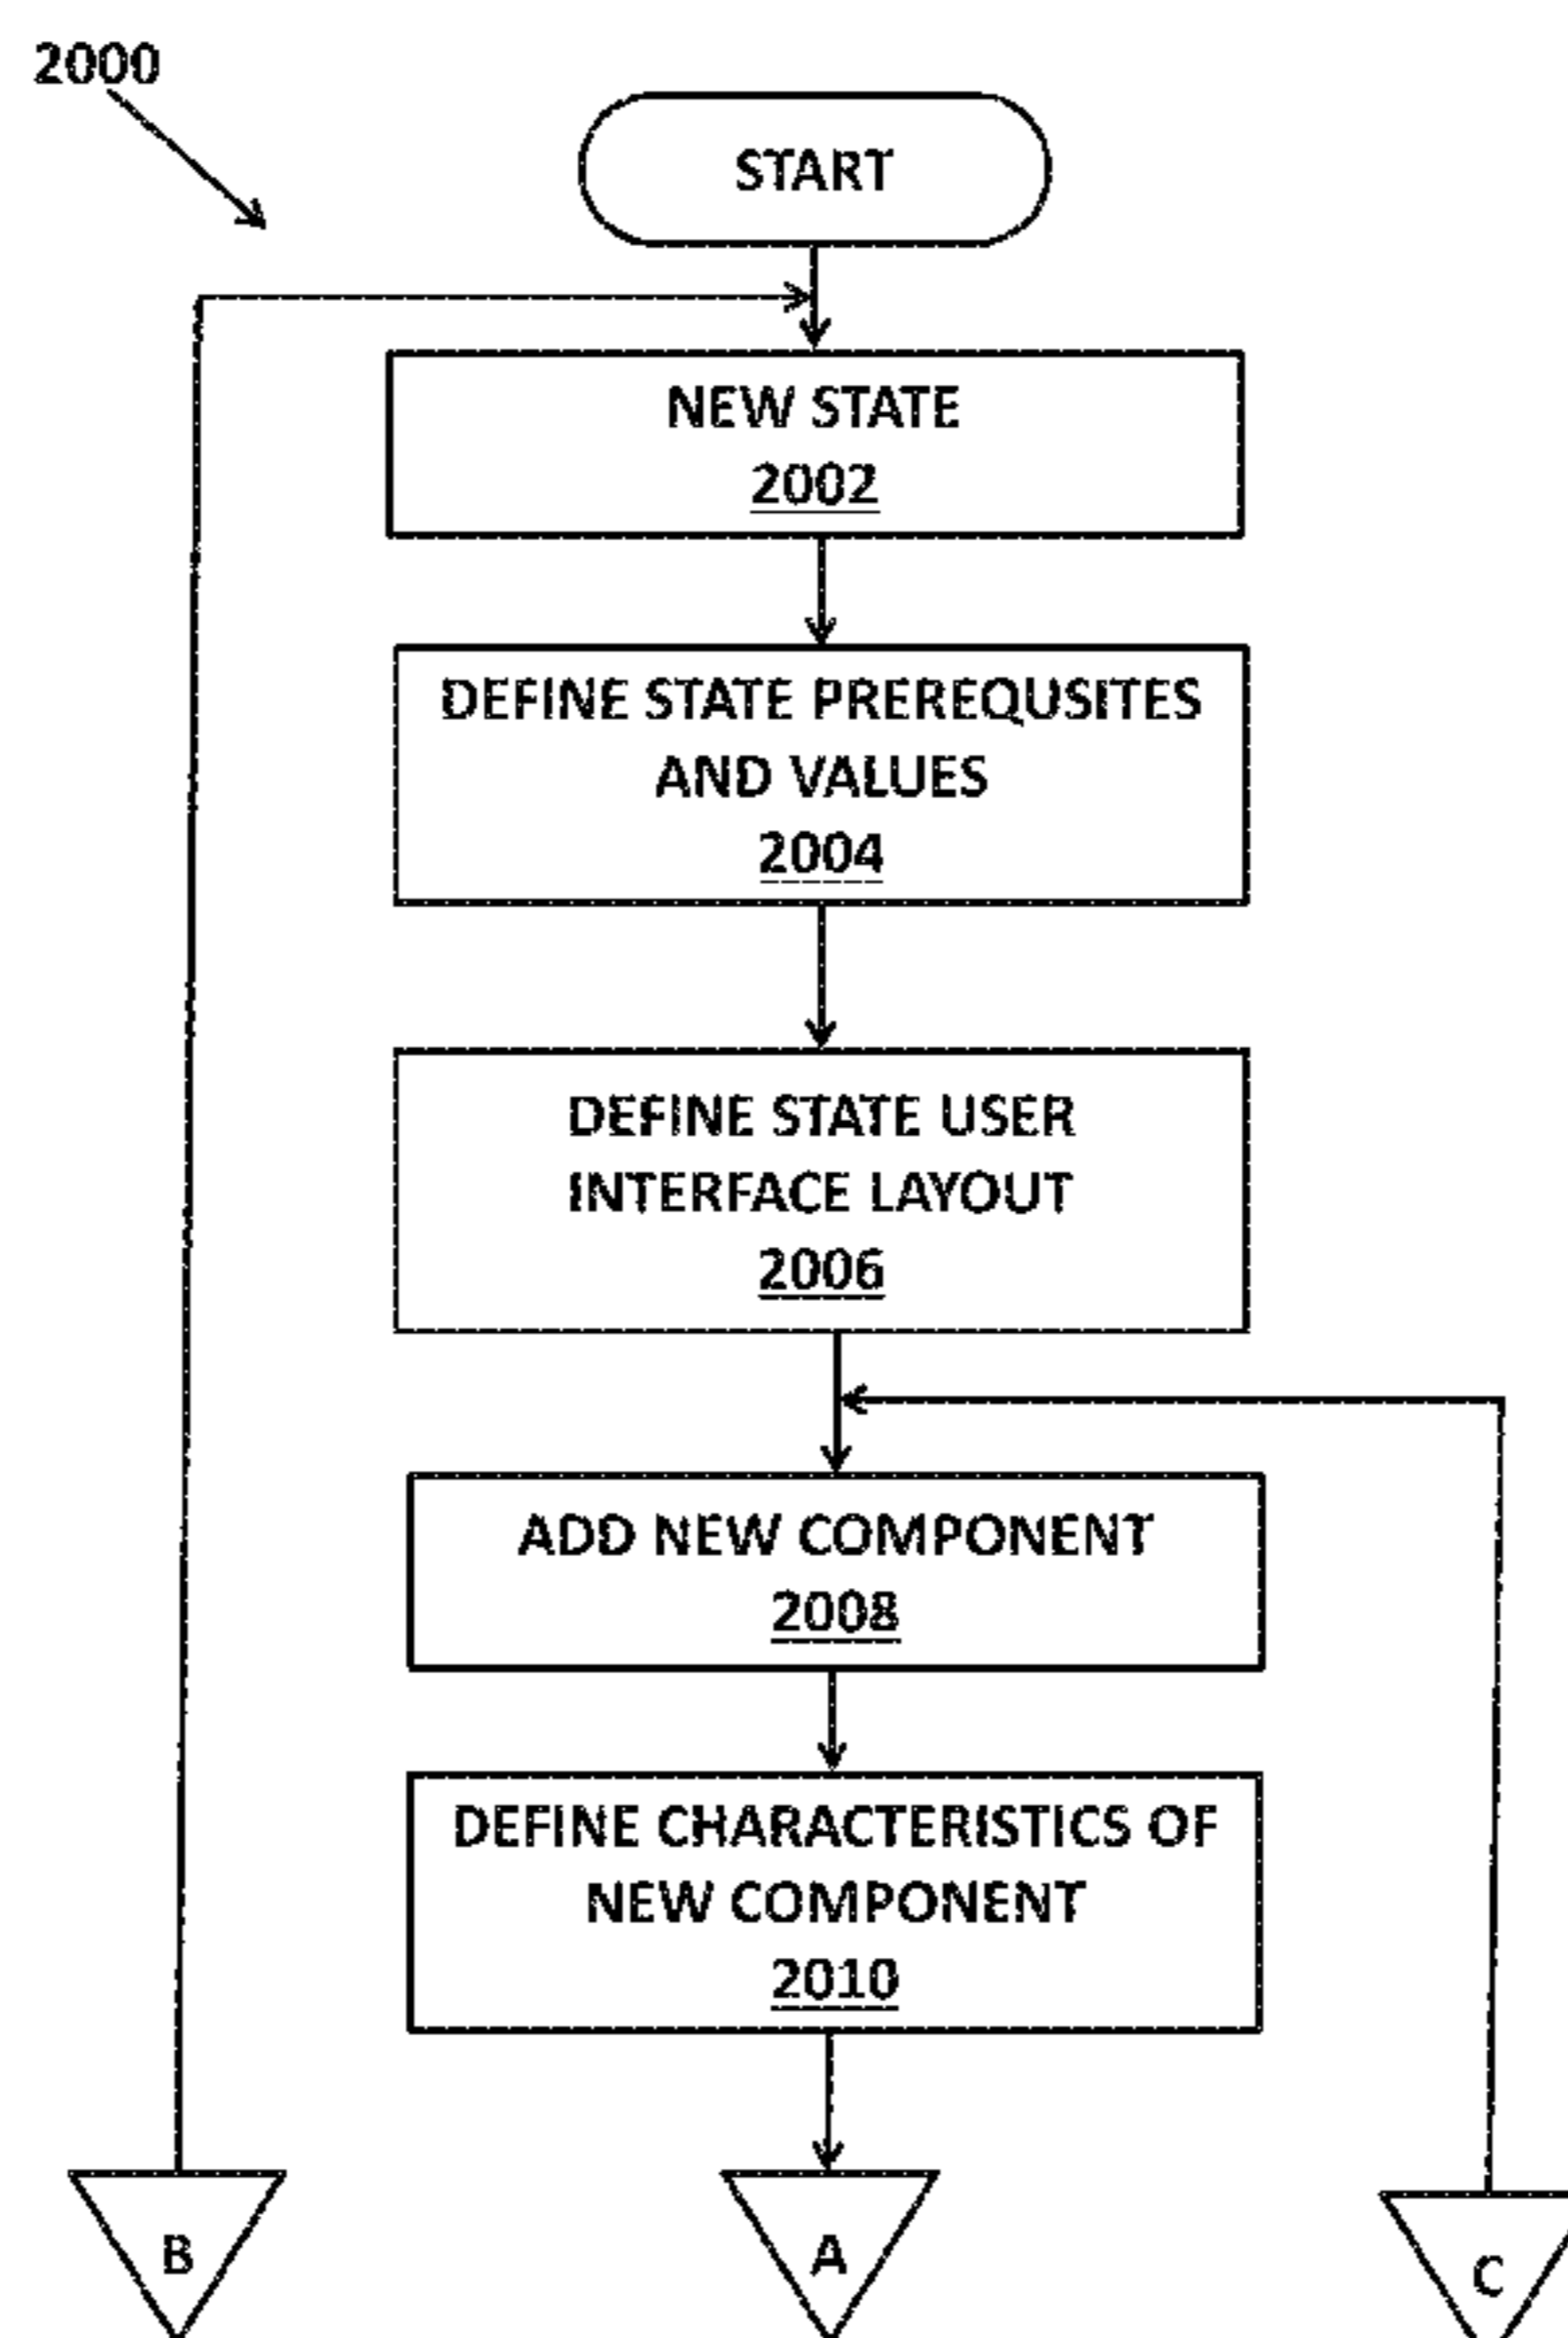 2000
START
NEW STATE
2002
DEFINE STATE PREREQUSITES
AND VALUES
2004
DEFINE STATE USER
INTERFACE LAYOUT
2006
ADD NEW COMPONENT
2008
DEFINE CHARACTERISTICS OF
NEW COMPONENT
2010
B
A
C